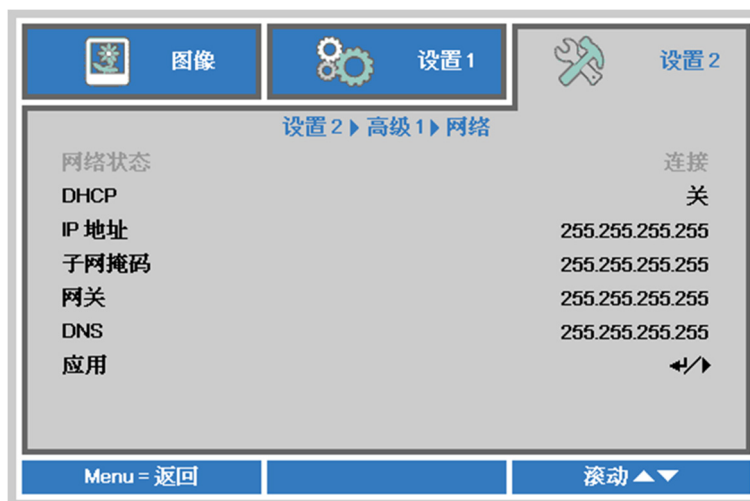 图像 设置1 设置2
设置2▶高级1▶网络
网络状态 连接
DHCP 关
IP 地址 255.255.255.255
子网掩码 255.255.255.255
网关 255.255.255.255
DNS 255.255.255.255
应用 ↵/▶
Menu = 返回 滚动▲▼